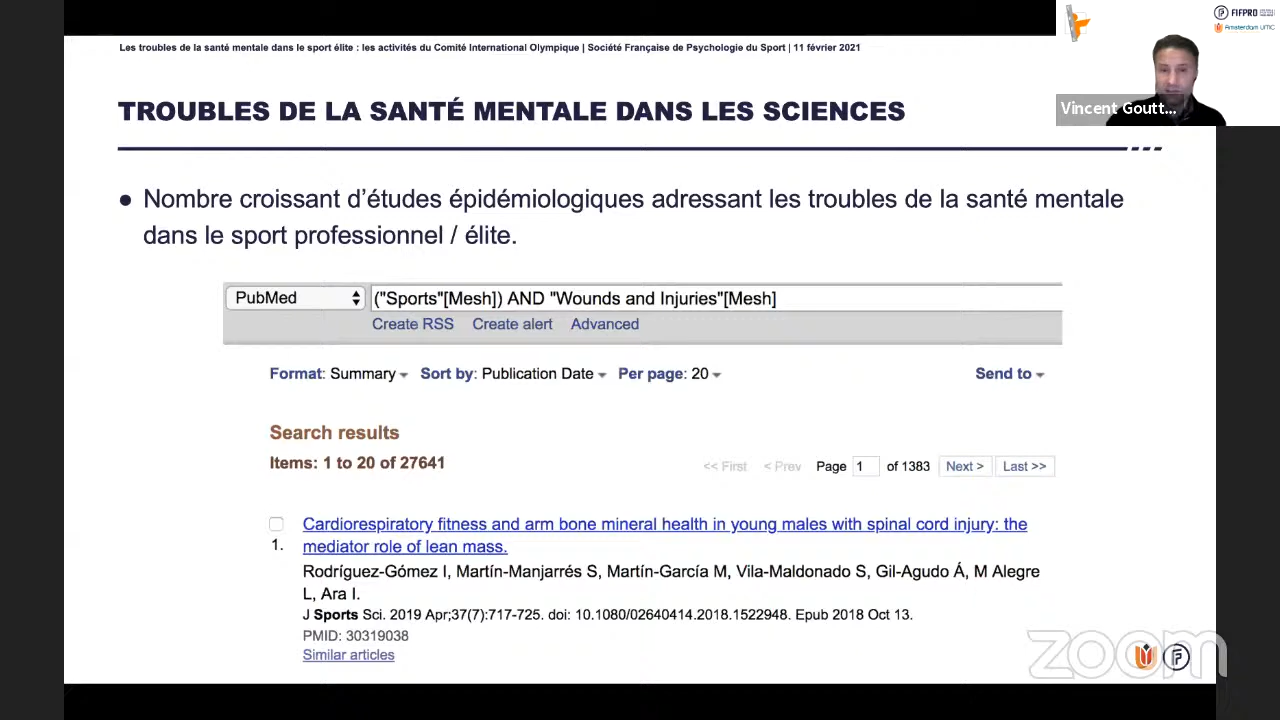 Les troubles de la santé mentale dans le sport élite : les activités du Comité International Olympique | Société Française de Psychologie du Sport | 11 février 2021
FIFPRO
Amsterdam UMC
Vincent Goutt...
TROUBLES DE LA SANTÉ MENTALE DANS LES SCIENCES
● Nombre croissant d’études épidémiologiques adressant les troubles de la santé mentale
dans le sport professionnel / élite.
PubMed ("Sports"[Mesh]) AND "Wounds and Injuries"[Mesh]
Create RSS Create alert Advanced
Format: Summary Sort by: Publication Date Per page: 20 Send to
Search results
Items: 1 to 20 of 27641
<< First < Prev Page 1 of 1383 Next > Last >>
Cardiorespiratory fitness and arm bone mineral health in young males with spinal cord injury: the
1. mediator role of lean mass.
Rodríguez-Gómez I, Martín-Manjarrés S, Martín-García M, Vila-Maldonado S, Gil-Agudo Á, M Alegre
L, Ara I.
J Sports Sci. 2019 Apr;37(7):717-725. doi: 10.1080/02640414.2018.1522948. Epub 2018 Oct 13.
PMID: 30319038
Similar articles
zoom